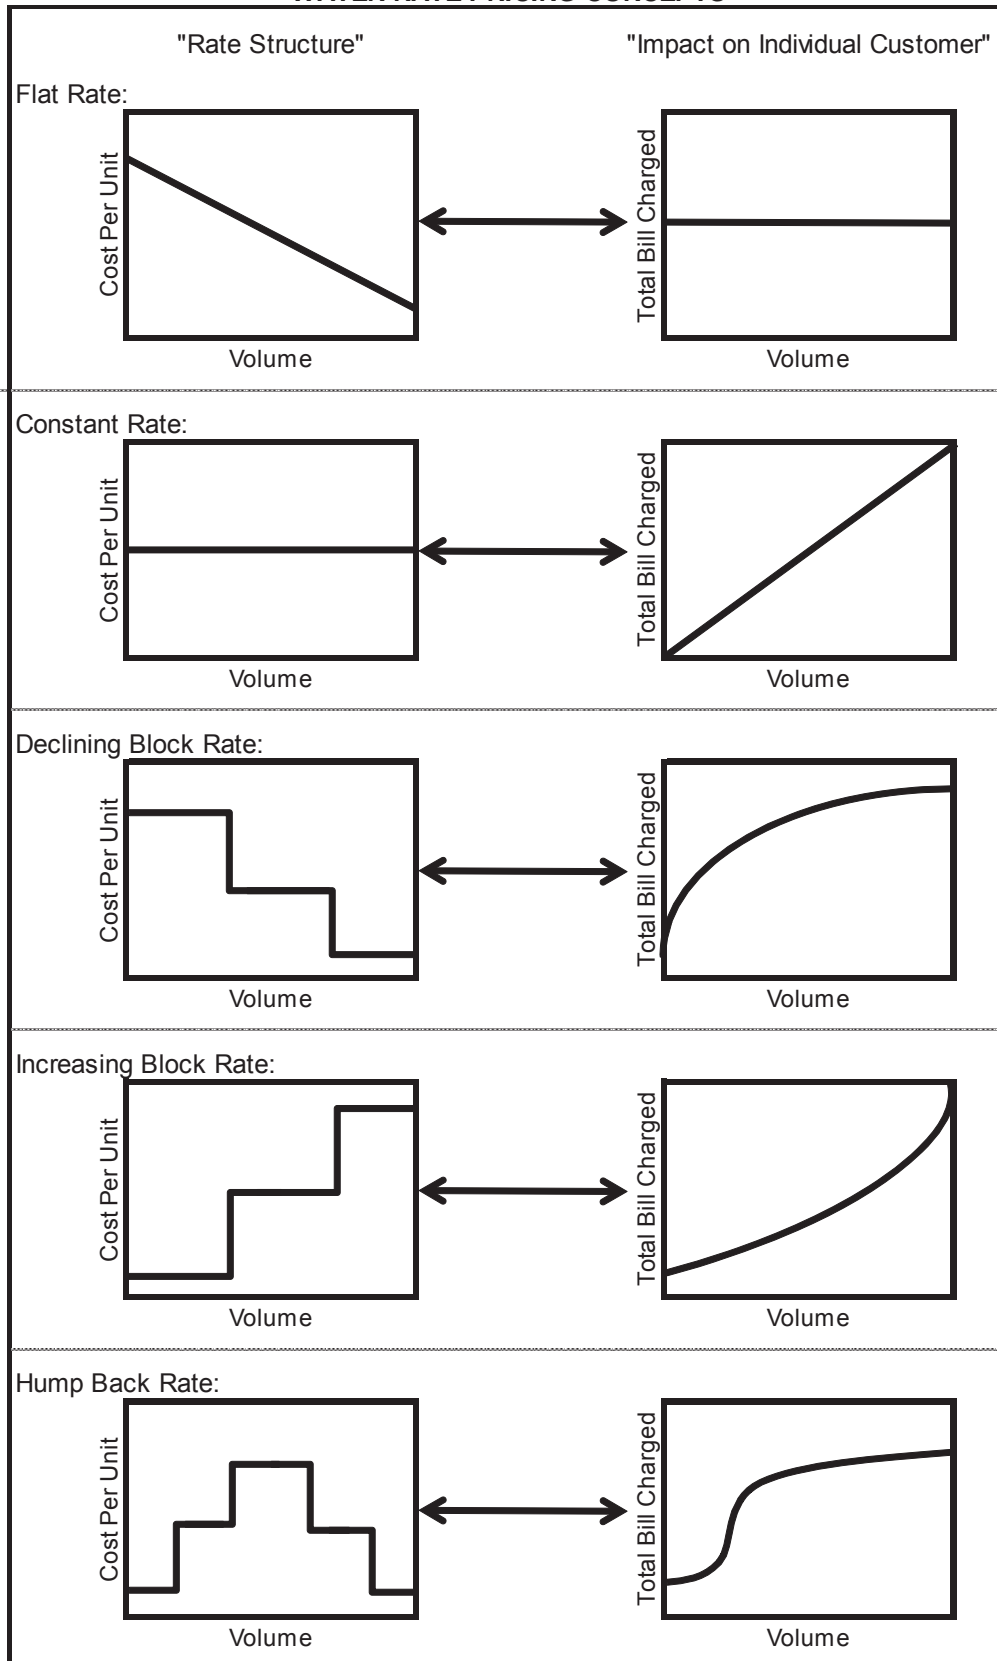 "Rate Structure" "Impact on Individual Customer"
Flat Rate:
Cost Per Unit
Total Bill Charged
Volume Volume
Constant Rate:
Cost Per Unit
Total Bill Charged
Volume Volume
Declining Block Rate:
Cost Per Unit
Total Bill Charged
Volume Volume
Increasing Block Rate:
Cost Per Unit
Total Bill Charged
Volume Volume
Hump Back Rate:
Cost Per Unit
Total Bill Charged
Volume Volume